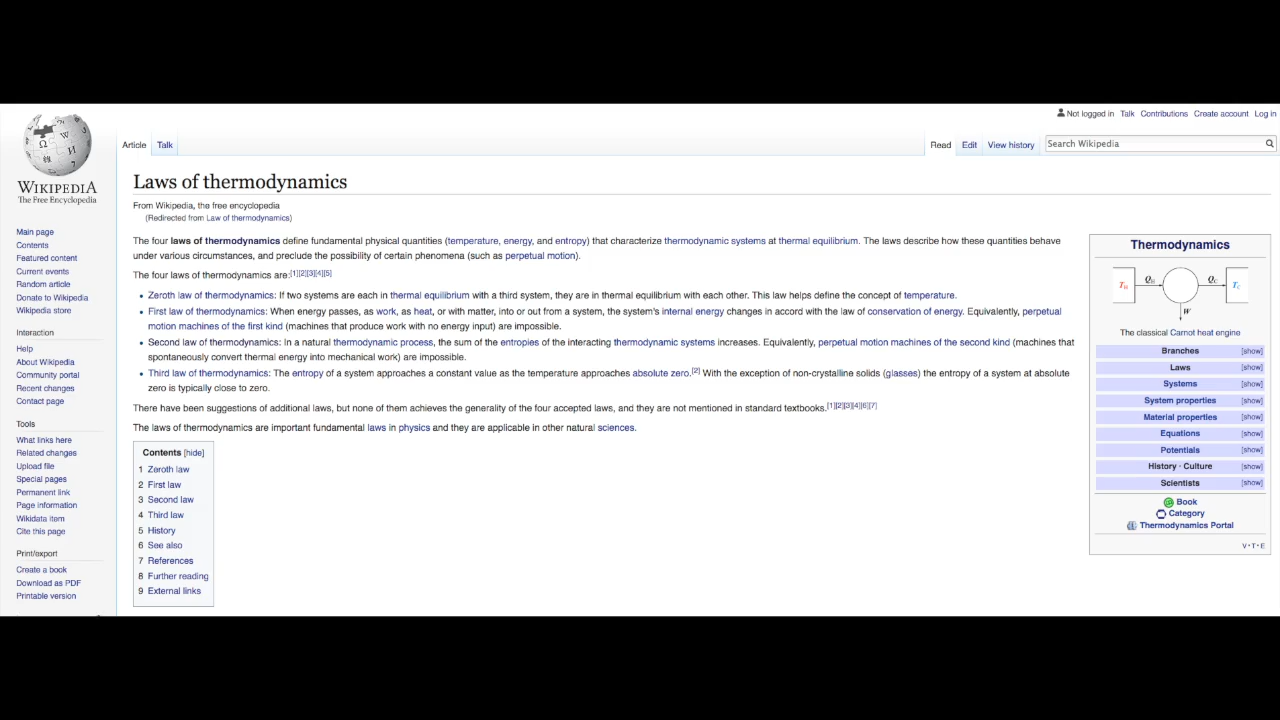 Not logged in Talk Contributions Create account Log in
Article Talk
Read Edit View history Search Wikipedia
WIKIPEDIA
The Free Encyclopedia
Main page
Contents
Featured content
Current events
Random article
Donate to Wikipedia
Wikipedia store
Interaction
Help
About Wikipedia
Community portal
Recent changes
Contact page
Tools
What links here
Related changes
Upload file
Special pages
Permanent link
Page information
Wikidata item
Cite this page
Print/export
Create a book
Download as PDF
Printable version
Laws of thermodynamics
From Wikipedia, the free encyclopedia
(Redirected from Law of thermodynamics)
The four laws of thermodynamics define fundamental physical quantities (temperature, energy, and entropy) that characterize thermodynamic systems at thermal equilibrium. The laws describe how these quantities behave
under various circumstances, and preclude the possibility of certain phenomena (such as perpetual motion).
The four laws of thermodynamics are:[1][2][3][4][5]
• Zeroth law of thermodynamics: If two systems are each in thermal equilibrium with a third system, they are in thermal equilibrium with each other. This law helps define the concept of temperature.
• First law of thermodynamics: When energy passes, as work, as heat, or with matter, into or out from a system, the system's internal energy changes in accord with the law of conservation of energy. Equivalently, perpetual
motion machines of the first kind (machines that produce work with no energy input) are impossible.
• Second law of thermodynamics: In a natural thermodynamic process, the sum of the entropies of the interacting thermodynamic systems increases. Equivalently, perpetual motion machines of the second kind (machines that
spontaneously convert thermal energy into mechanical work) are impossible.
• Third law of thermodynamics: The entropy of a system approaches a constant value as the temperature approaches absolute zero.[2] With the exception of non-crystalline solids (glasses) the entropy of a system at absolute
zero is typically close to zero.
There have been suggestions of additional laws, but none of them achieves the generality of the four accepted laws, and they are not mentioned in standard textbooks.[1][2][3][4][6][7]
The laws of thermodynamics are important fundamental laws in physics and they are applicable in other natural sciences.
Contents [hide]
1 Zeroth law
2 First law
3 Second law
4 Third law
5 History
6 See also
7 References
8 Further reading
9 External links
Thermodynamics
TH QH QC TC
W
The classical Carnot heat engine
Branches [show]
Laws [show]
Systems [show]
System properties [show]
Material properties [show]
Equations [show]
Potentials [show]
History · Culture [show]
Scientists [show]
Book
Category
Thermodynamics Portal
V · T · E